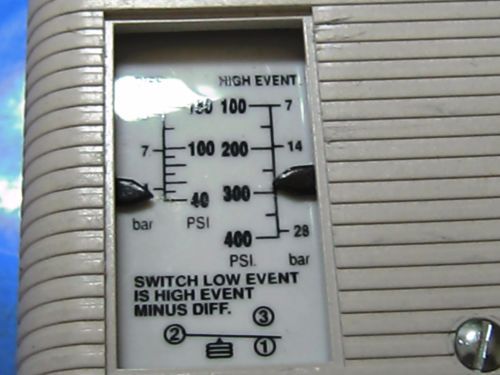 HIGH EVENT
150 100 7
7 100 200 14
40 300
400 28
bar PSI
PSI. bar
SWITCH LOW EVENT
IS HIGH EVENT
MINUS DIFF.
3
2
1